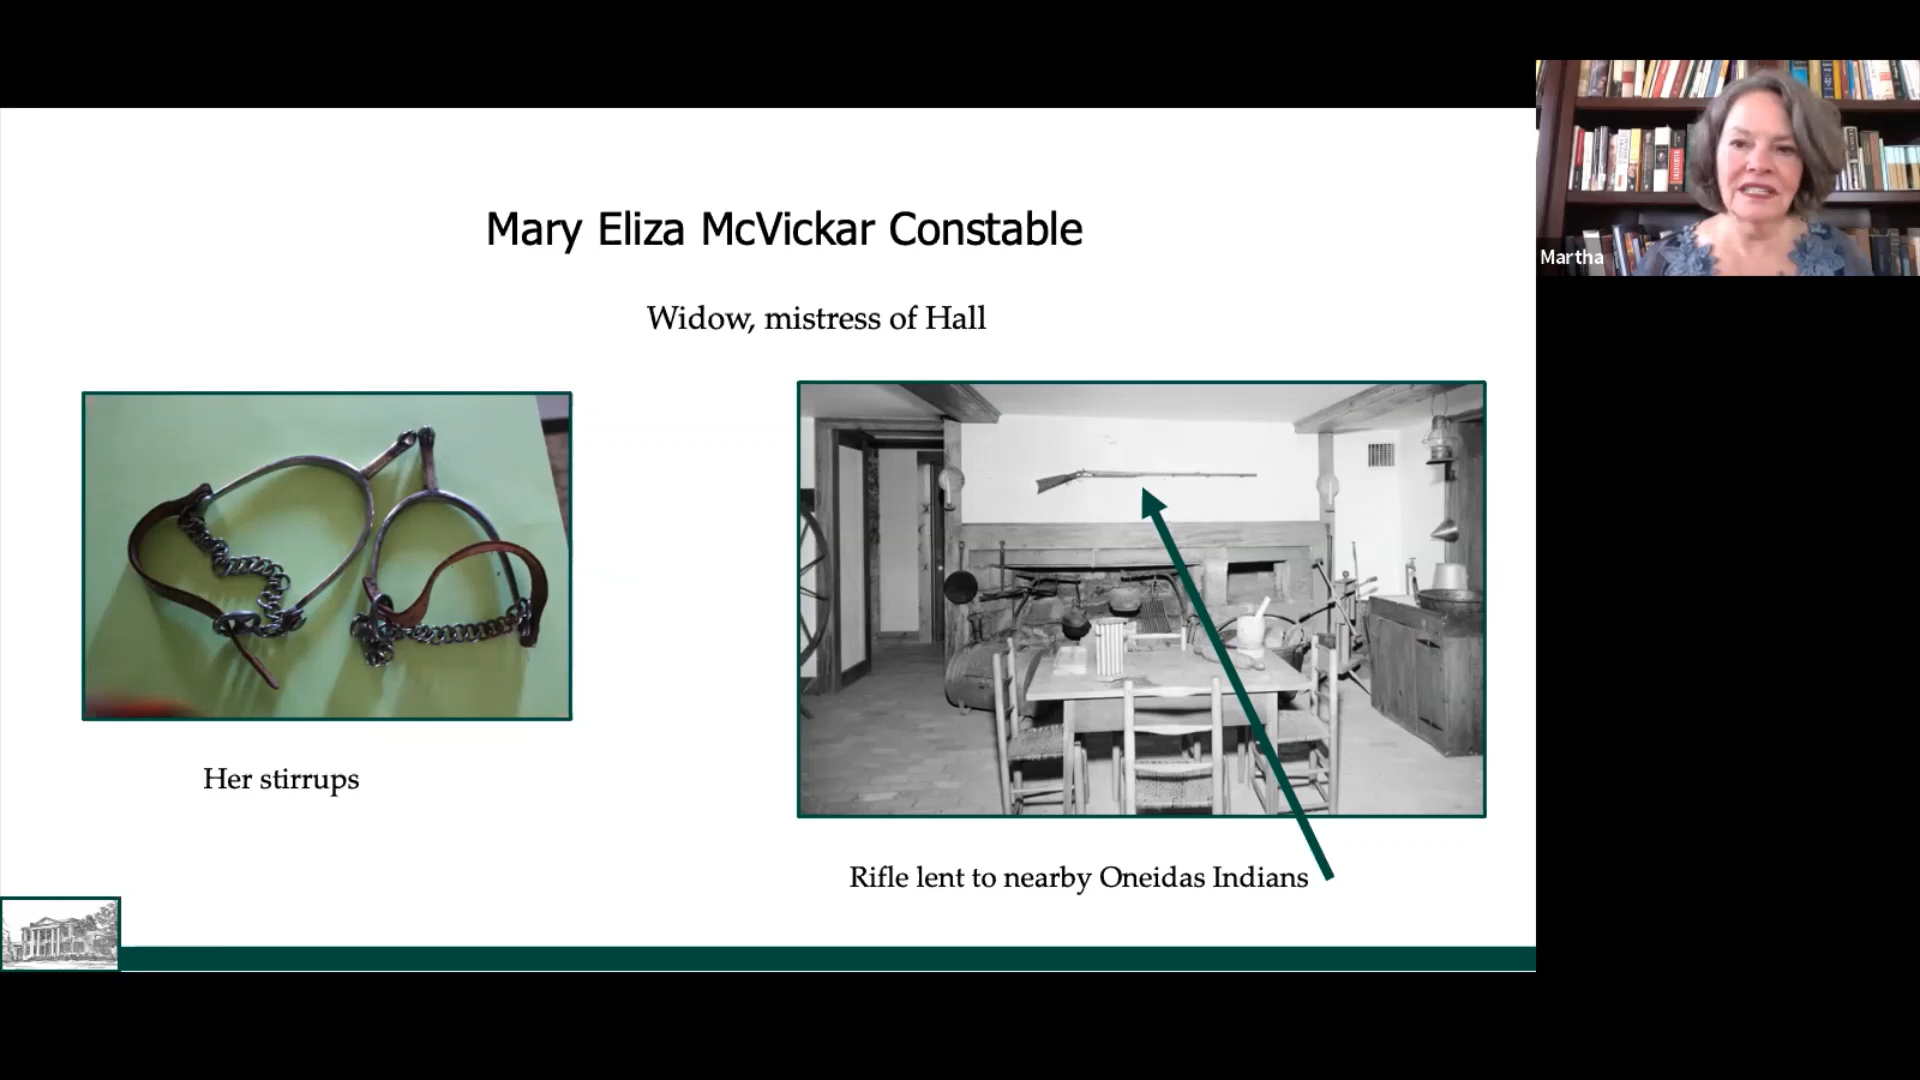 Mary Eliza McVickar Constable
Widow, mistress of Hall
Her stirrups
Rifle lent to nearby Oneidas Indians
Martha